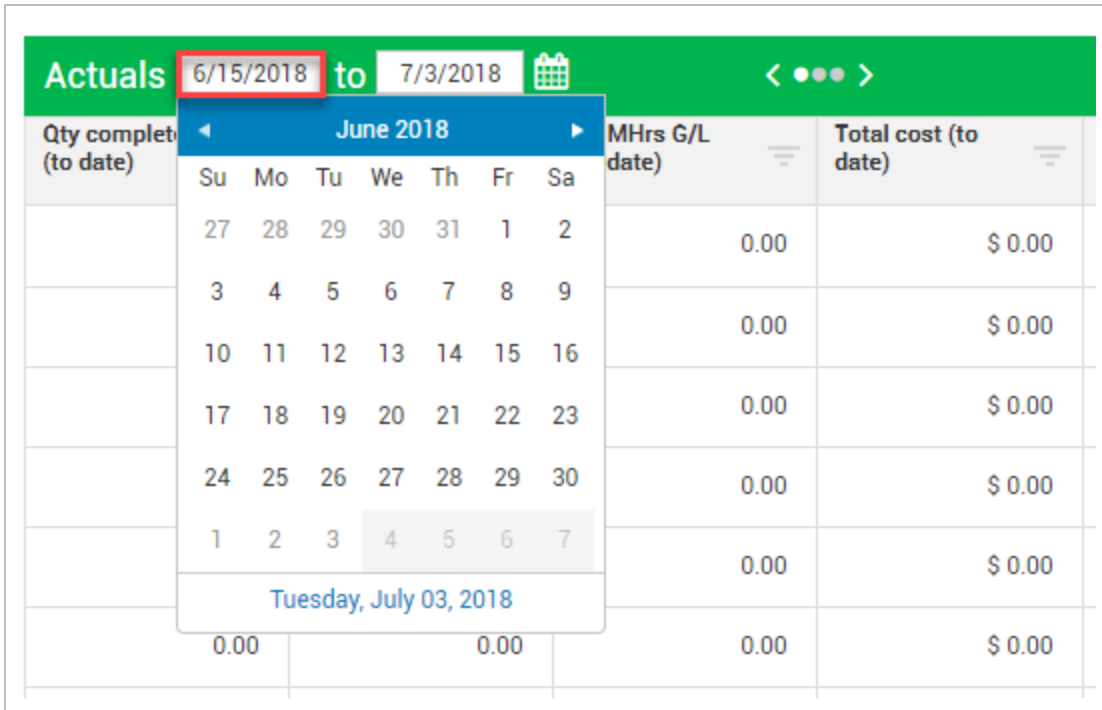 Actuals 6/15/2018 to 7/3/2018
Qty complet
(to date)
MHrs G/L
date)
Total cost (to
date)
June 2018
Su Mo Tu We Th Fr Sa
27 28 29 30 31 1 2
3 4 5 6 7 8 9
10 11 12 13 14 15 16
17 18 19 20 21 22 23
24 25 26 27 28 29 30
1 2 3 4 5 6 7
Tuesday, July 03, 2018
0.00 $ 0.00
0.00 $ 0.00
0.00 $ 0.00
0.00 $ 0.00
0.00 $ 0.00
0.00 0.00 0.00 $ 0.00